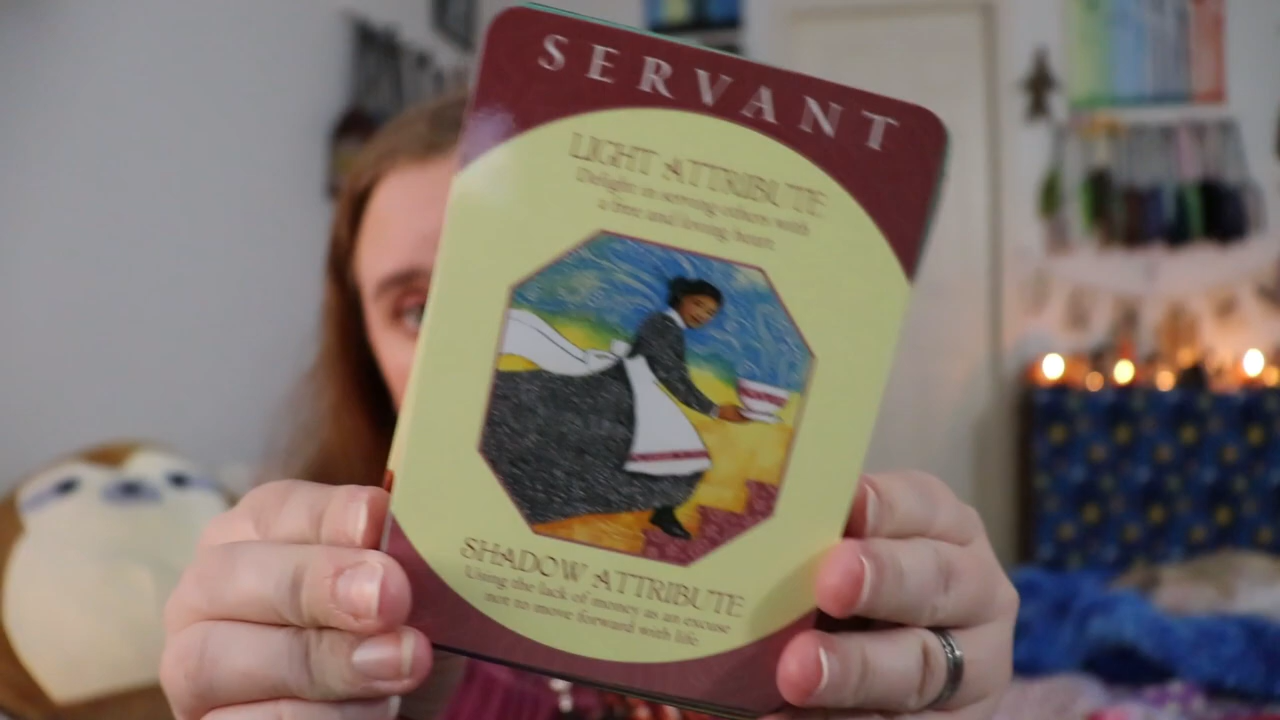 SERVANT
LIGHT ATTRIBUTE
Delight in serving others with
a free and loving heart
SHADOW ATTRIBUTE
Using the lack of money as an excuse
not to move forward with life